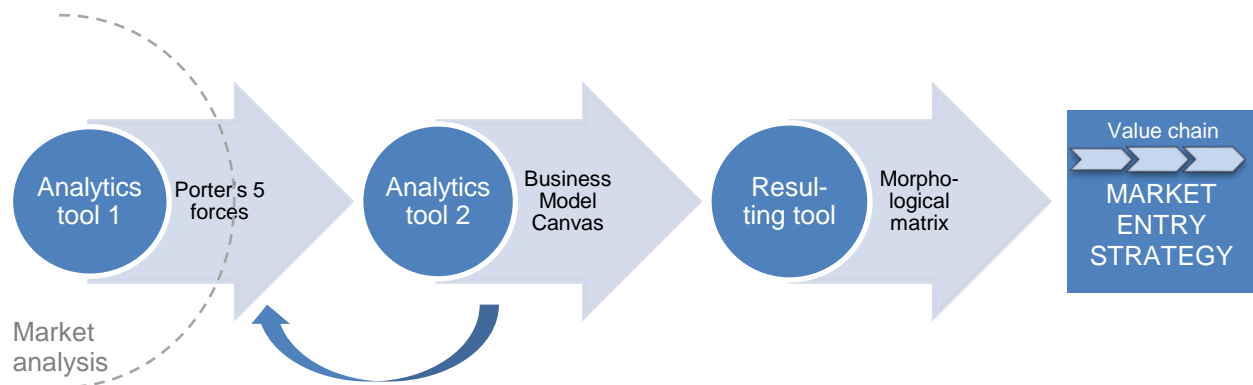 Analytics
tool 1
Porter's 5
forces
Analytics
tool 2
Business
Model
Canvas
Resul-
ting tool
Morpho-
logical
matrix
Value chain
MARKET
ENTRY
STRATEGY
Market
analysis